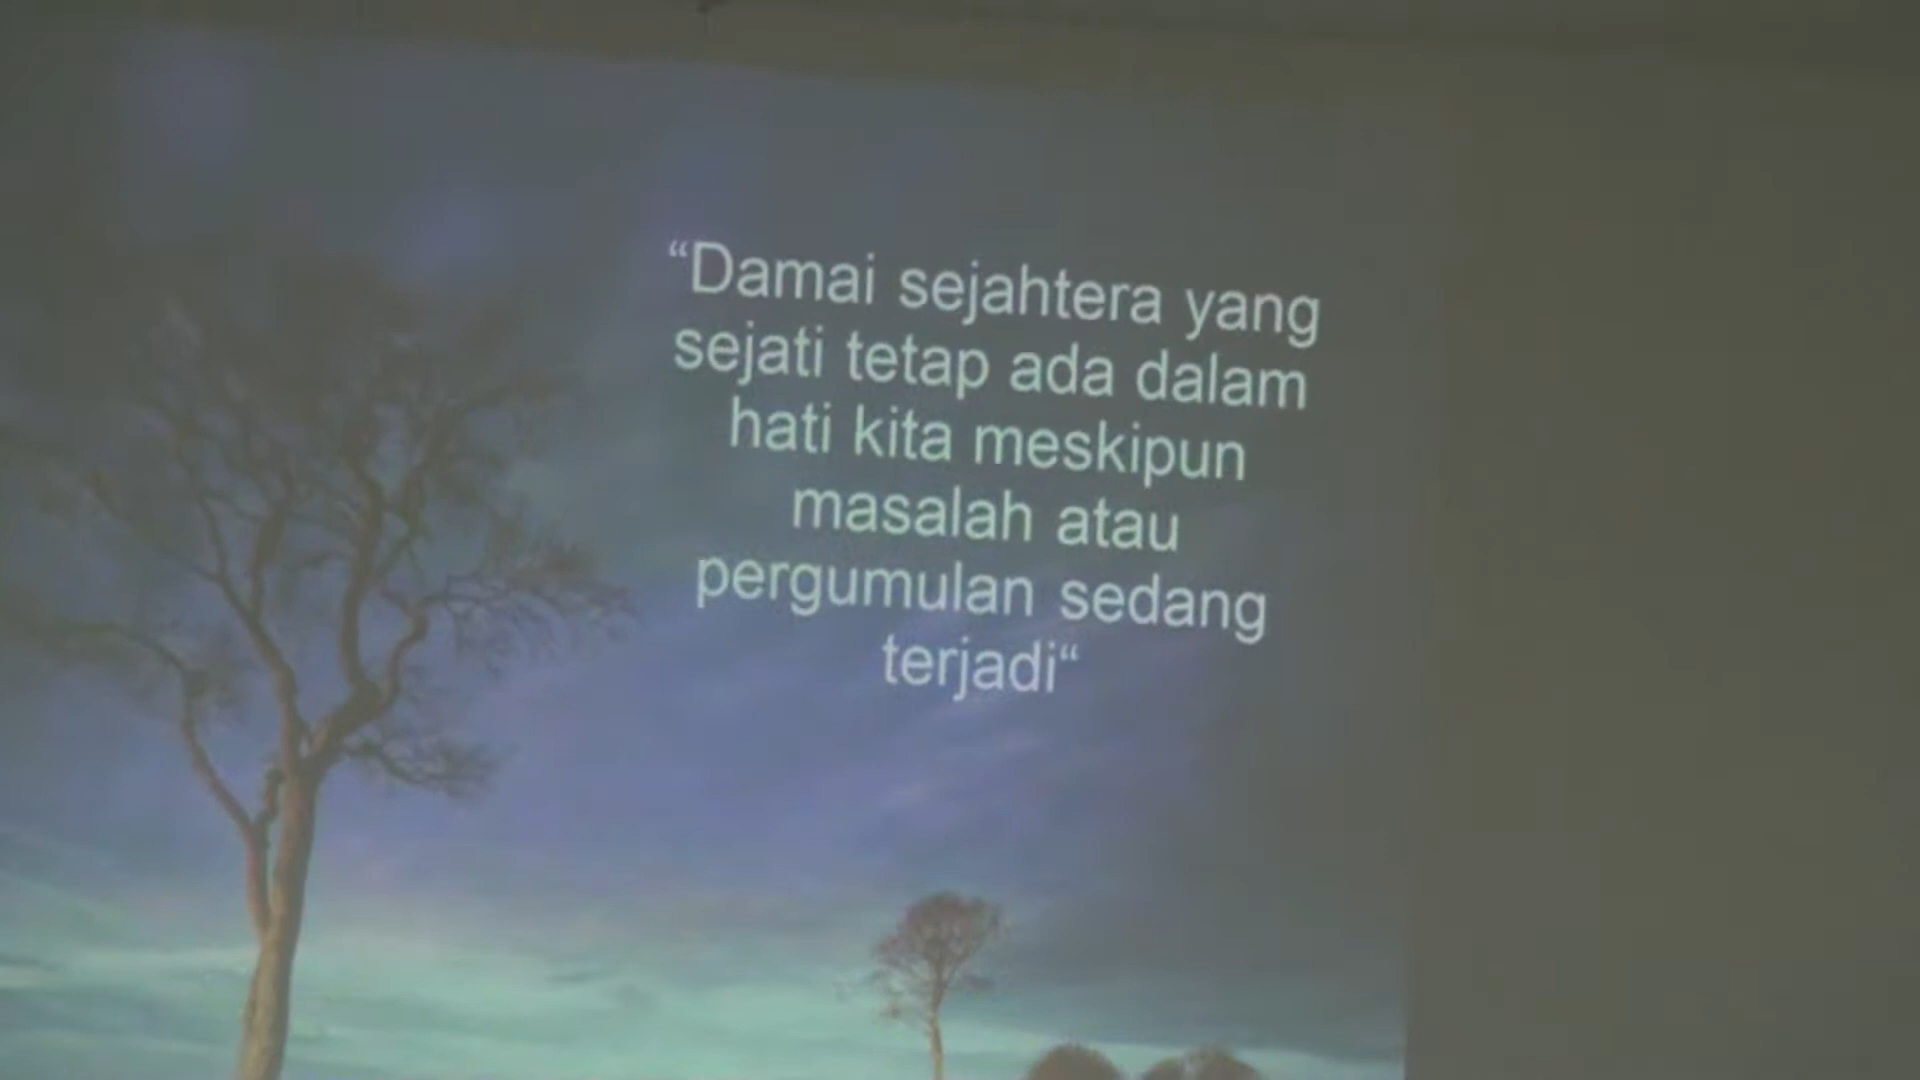 “Damai sejahtera yang
sejati tetap ada dalam
hati kita meskipun
masalah atau
pergumulan sedang
terjadi“